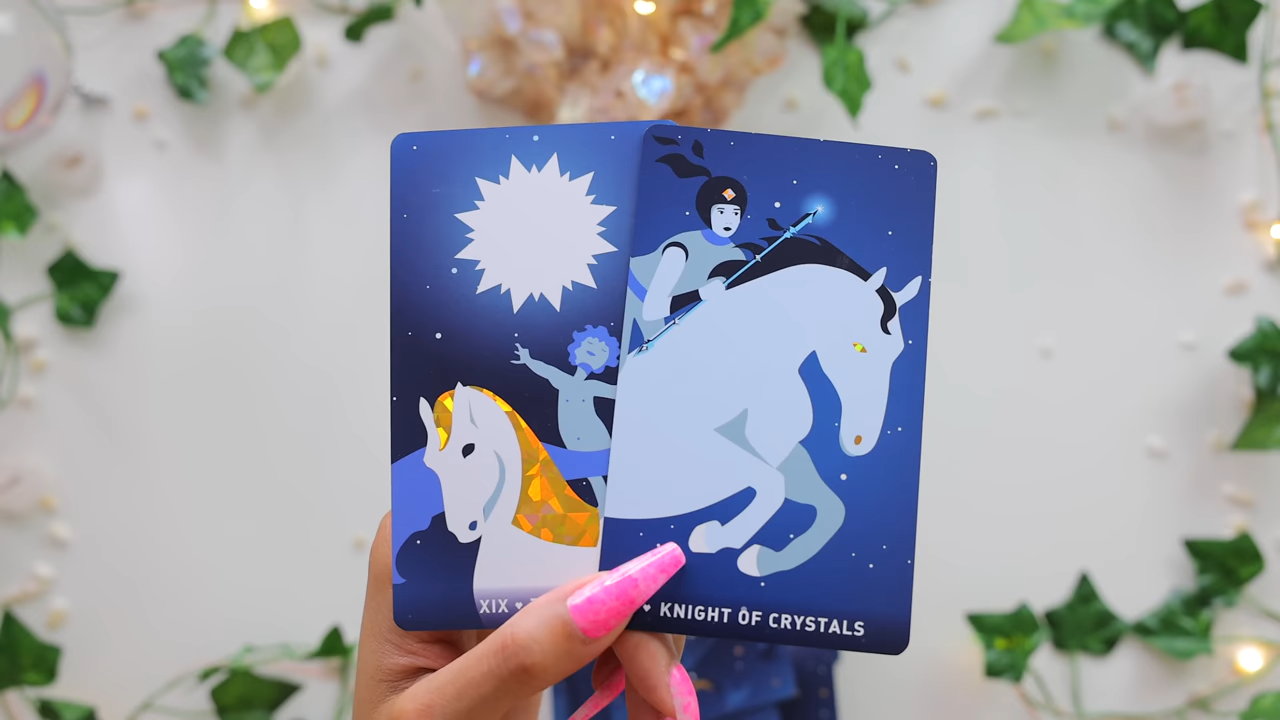 XIX ♥
♥ KNIGHT OF CRYSTALS